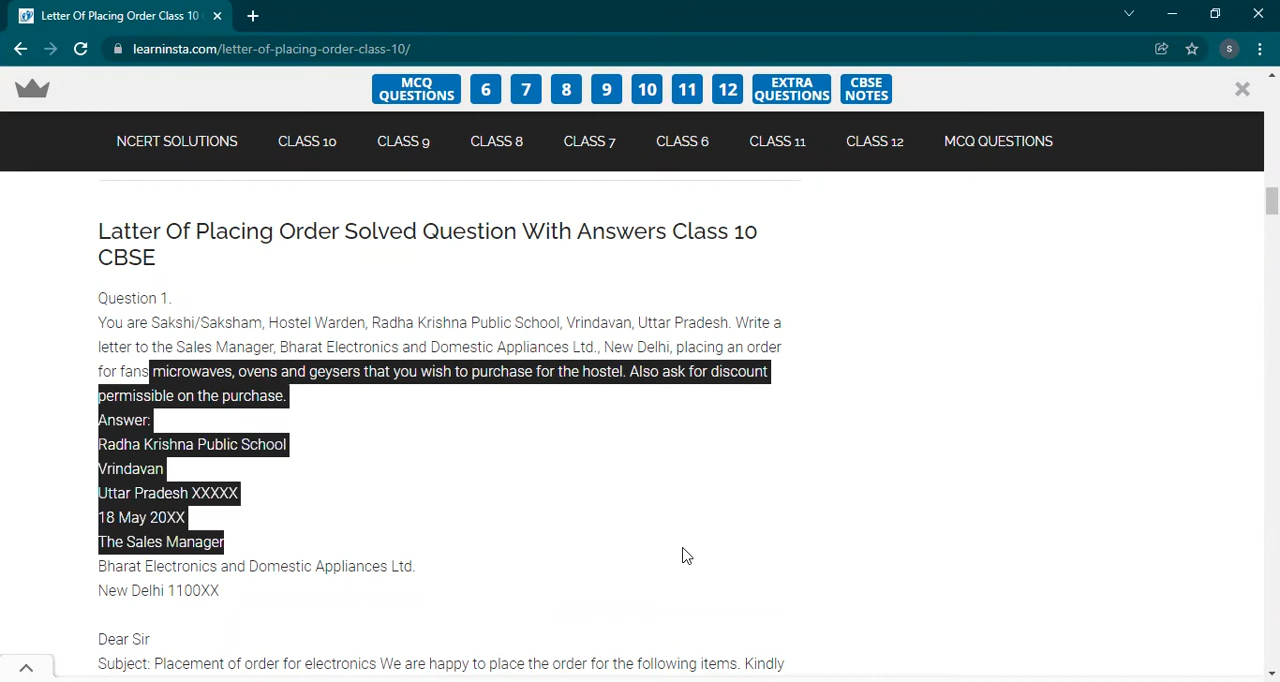 Letter Of Placing Order Class 10
learninsta.com/letter-of-placing-order-class-10/
S
MCQ QUESTIONS
6
7
8
9
10
11
12
EXTRA QUESTIONS
CBSE NOTES
NCERT SOLUTIONS
CLASS 10
CLASS 9
CLASS 8
CLASS 7
CLASS 6
CLASS 11
CLASS 12
MCQ QUESTIONS
Latter Of Placing Order Solved Question With Answers Class 10
CBSE
Question 1.
You are Sakshi/Saksham, Hostel Warden, Radha Krishna Public School, Vrindavan, Uttar Pradesh. Write a
letter to the Sales Manager, Bharat Electronics and Domestic Appliances Ltd., New Delhi, placing an order
for fans microwaves, ovens and geysers that you wish to purchase for the hostel. Also ask for discount
permissible on the purchase.
Answer:
Radha Krishna Public School
Vrindavan
Uttar Pradesh XXXXX
18 May 20XX
The Sales Manager
Bharat Electronics and Domestic Appliances Ltd.
New Delhi 1100XX
Dear Sir
Subject: Placement of order for electronics We are happy to place the order for the following items. Kindly